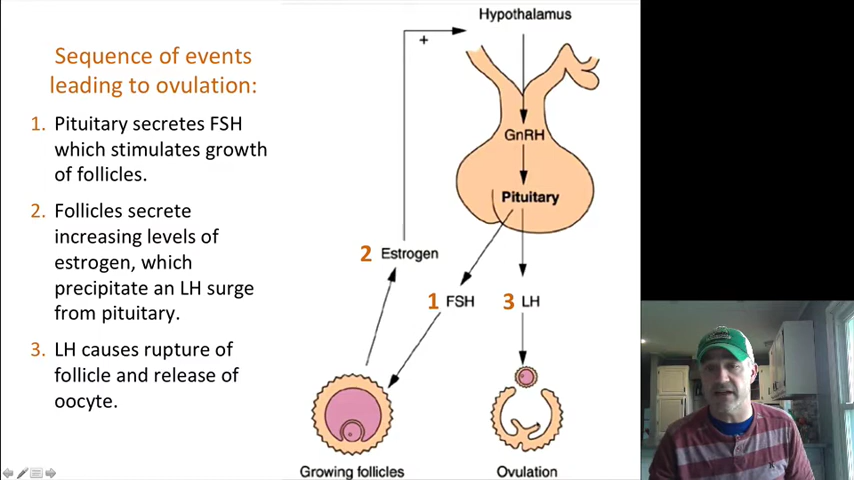 Sequence of events
leading to ovulation:
1. Pituitary secretes FSH
which stimulates growth
of follicles.
2. Follicles secrete
increasing levels of
estrogen, which
precipitate an LH surge
from pituitary.
3. LH causes rupture of
follicle and release of
oocyte.
Hypothalamus
+
GnRH
Pituitary
2 Estrogen
1 FSH
3 LH
Growing follicles
Ovulation